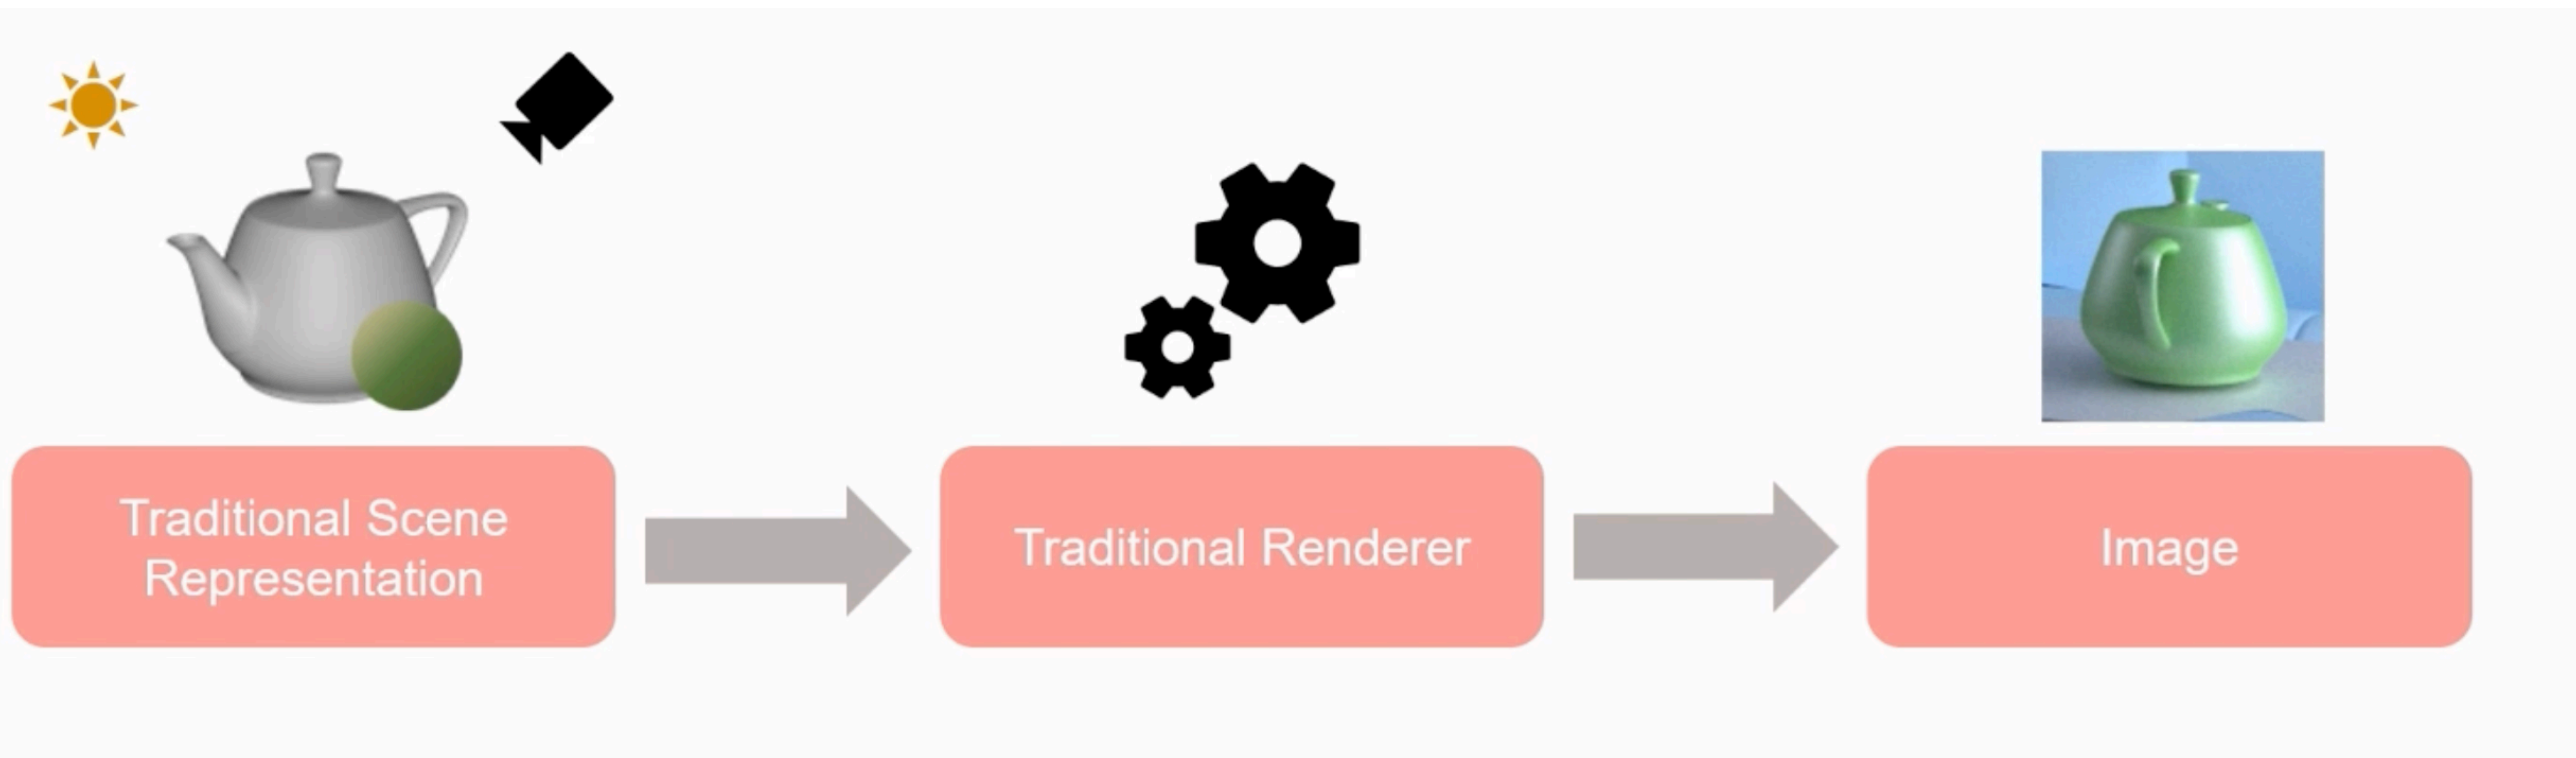 Traditional Scene
Representation
Traditional Renderer
Image